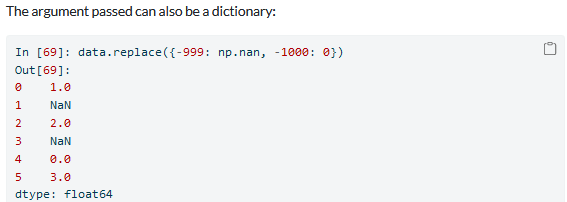 The argument passed can also be a dictionary:
In [69]: data.replace({-999: np.nan, -1000: 0})
Out[69]:
0    1.0
1    NaN
2    2.0
3    NaN
4    0.0
5    3.0
dtype: float64